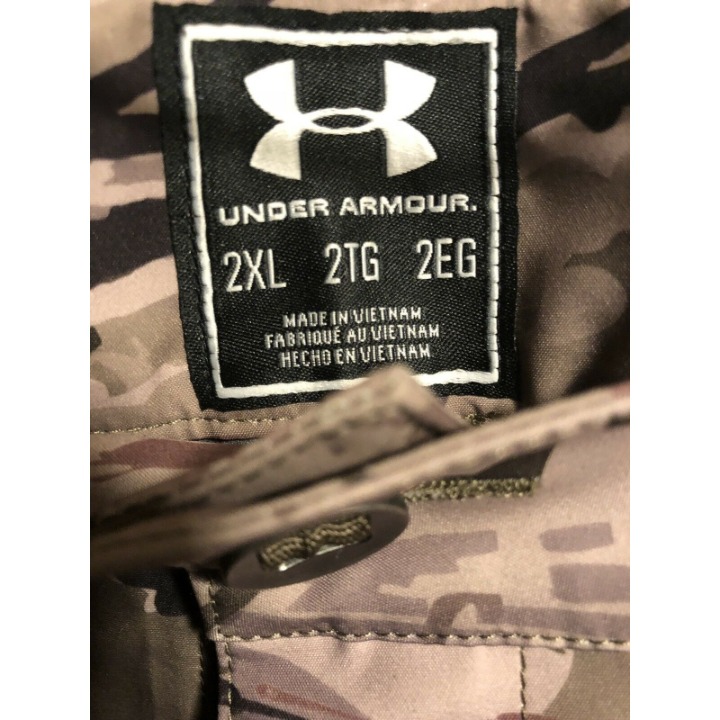 UNDER ARMOUR.
2XL 2TG 2EG
MADE IN VIETNAM
FABRIQUÉ AU VIETNAM
HECHO EN VIETNAM